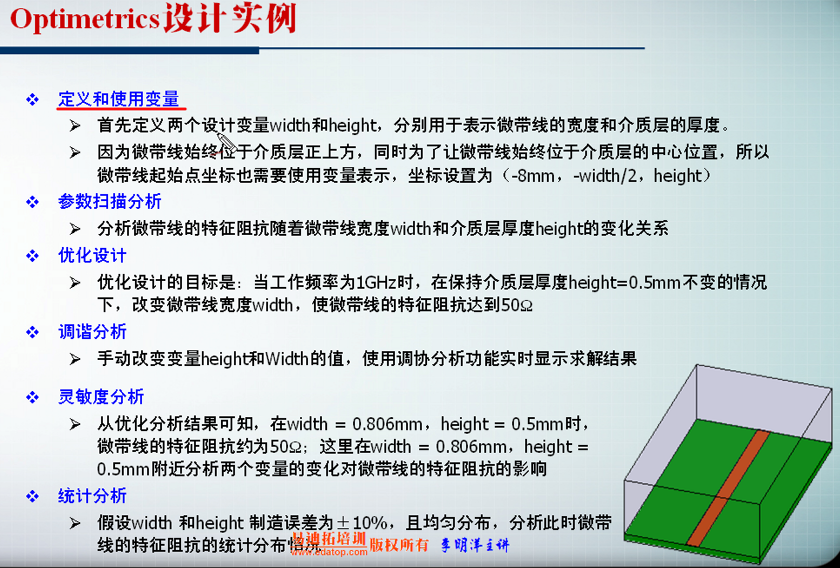 Optimetrics设计实例
定义和使用变量
首先定义两个设计变量width和height，分别用于表示微带线的宽度和介质层的厚度。
因为微带线始终位于介质层正上方，同时为了让微带线始终位于介质层的中心位置，所以
微带线起始点坐标也需要使用变量表示，坐标设置为（-8mm，-width/2，height）
参数扫描分析
分析微带线的特征阻抗随着微带线宽度width和介质层厚度height的变化关系
优化设计
优化设计的目标是：当工作频率为1GHz时，在保持介质层厚度height=0.5mm不变的情况
下，改变微带线宽度width，使微带线的特征阻抗达到50Ω
调谐分析
手动改变变量height和Width的值，使用调协分析功能实时显示求解结果
灵敏度分析
从优化分析结果可知，在width = 0.806mm，height = 0.5mm时，
微带线的特征阻抗约为50Ω；这里在width = 0.806mm，height =
0.5mm附近分析两个变量的变化对微带线的特征阻抗的影响
统计分析
假设width 和height 制造误差为±10%，且均匀分布，分析此时微带
线的特征阻抗的统计分布情况
易迪拓培训 版权所有 李明洋主讲
www.edatop.com